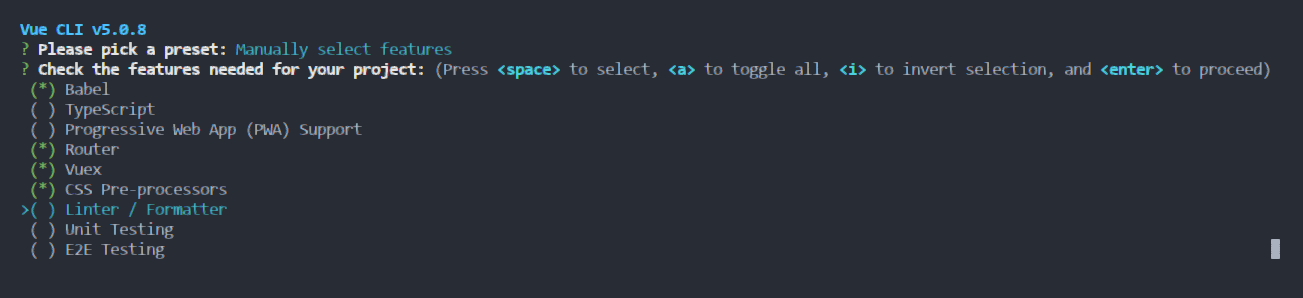 Vue CLI v5.0.8
? Please pick a preset: Manually select features
? Check the features needed for your project: (Press <space> to select, <a> to toggle all, <i> to invert selection, and <enter> to proceed)
(*) Babel
( ) TypeScript
( ) Progressive Web App (PWA) Support
(*) Router
(*) Vuex
(*) CSS Pre-processors
>( ) Linter / Formatter
( ) Unit Testing
( ) E2E Testing